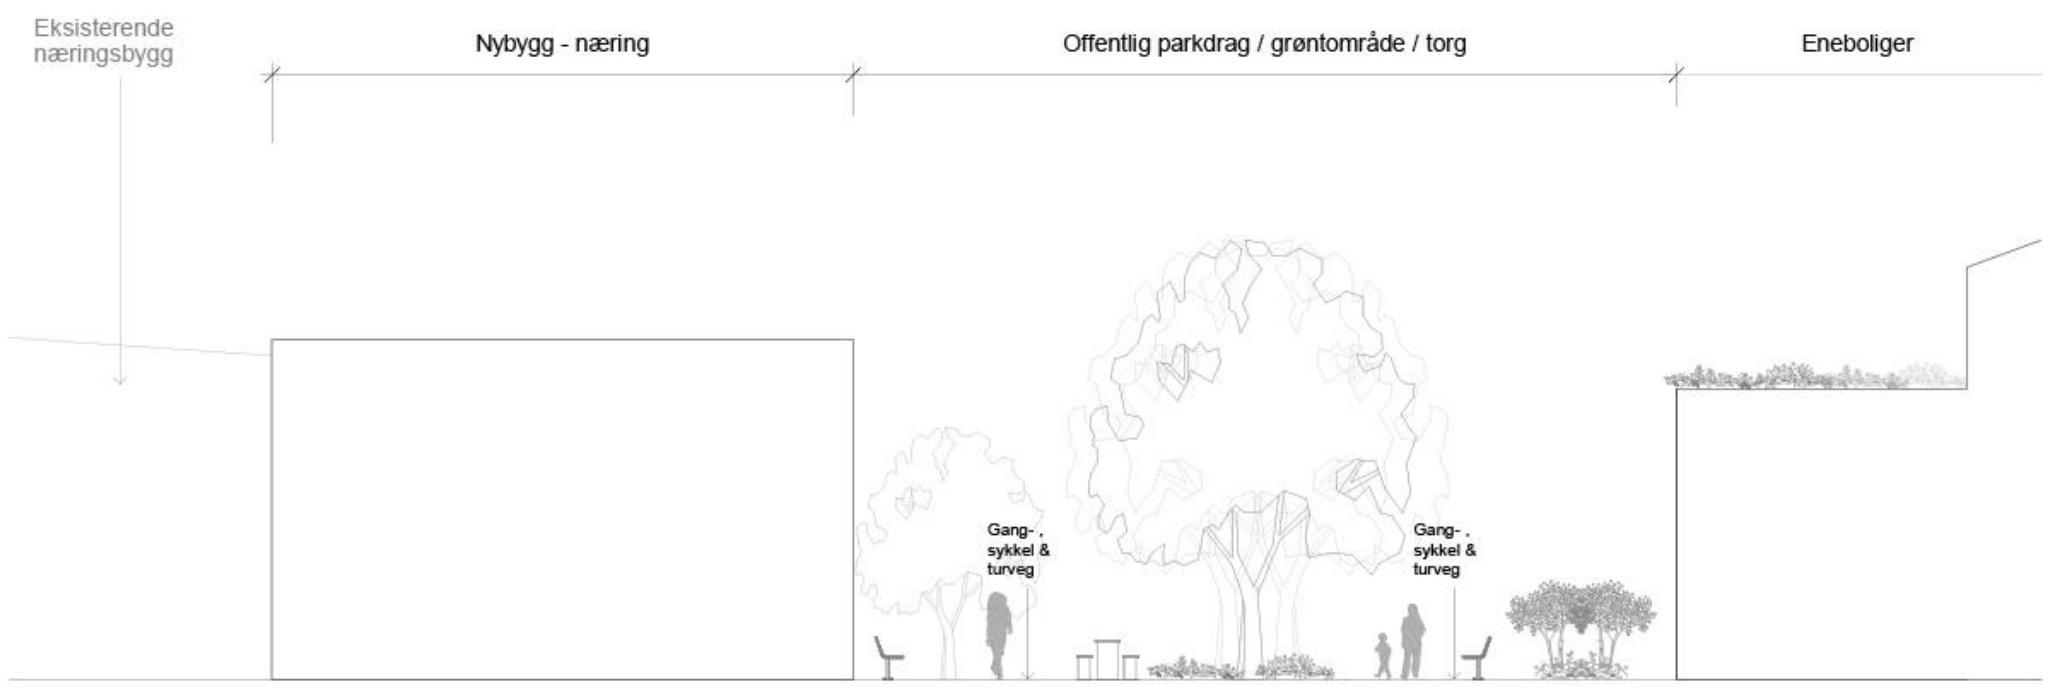 Eksisterende
næringsbygg
Nybygg - næring
Offentlig parkdrag / grøntområde / torg
Eneboliger
Gang- ,
sykkel &
turveg
Gang- ,
sykkel &
turveg